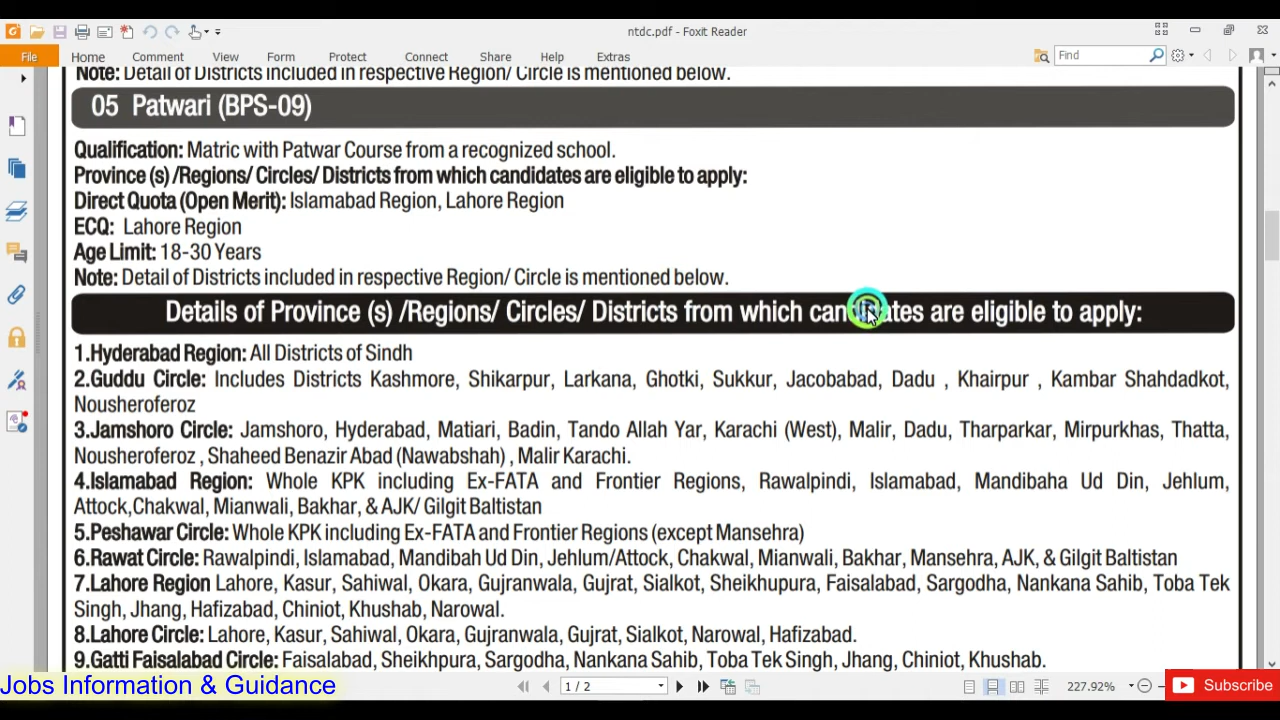 ntdc.pdf - Foxit Reader
File Home Comment View Form Protect Connect Share Help Extras Find
Note: Detail of Districts included in respective Region/ Circle is mentioned below.
05 Patwari (BPS-09)
Qualification: Matric with Patwar Course from a recognized school.
Province (s) /Regions/ Circles/ Districts from which candidates are eligible to apply:
Direct Quota (Open Merit): Islamabad Region, Lahore Region
ECQ: Lahore Region
Age Limit: 18-30 Years
Note: Detail of Districts included in respective Region/ Circle is mentioned below.
Details of Province (s) /Regions/ Circles/ Districts from which candidates are eligible to apply:
1.Hyderabad Region: All Districts of Sindh
2.Guddu Circle: Includes Districts Kashmore, Shikarpur, Larkana, Ghotki, Sukkur, Jacobabad, Dadu , Khairpur , Kambar Shahdadkot,
Nousheroferoz
3.Jamshoro Circle: Jamshoro, Hyderabad, Matiari, Badin, Tando Allah Yar, Karachi (West), Malir, Dadu, Tharparkar, Mirpurkhas, Thatta,
Nousheroferoz , Shaheed Benazir Abad (Nawabshah) , Malir Karachi.
4.Islamabad Region: Whole KPK including Ex-FATA and Frontier Regions, Rawalpindi, Islamabad, Mandibaha Ud Din, Jehlum,
Attock,Chakwal, Mianwali, Bakhar, & AJK/ Gilgit Baltistan
5.Peshawar Circle: Whole KPK including Ex-FATA and Frontier Regions (except Mansehra)
6.Rawat Circle: Rawalpindi, Islamabad, Mandibah Ud Din, Jehlum/Attock, Chakwal, Mianwali, Bakhar, Mansehra, AJK, & Gilgit Baltistan
7.Lahore Region Lahore, Kasur, Sahiwal, Okara, Gujranwala, Gujrat, Sialkot, Sheikhupura, Faisalabad, Sargodha, Nankana Sahib, Toba Tek
Singh, Jhang, Hafizabad, Chiniot, Khushab, Narowal.
8.Lahore Circle: Lahore, Kasur, Sahiwal, Okara, Gujranwala, Gujrat, Sialkot, Narowal, Hafizabad.
9.Gatti Faisalabad Circle: Faisalabad, Sheikhpura, Sargodha, Nankana Sahib, Toba Tek Singh, Jhang, Chiniot, Khushab.
Jobs Information & Guidance
1 / 2
227.92%
Subscribe